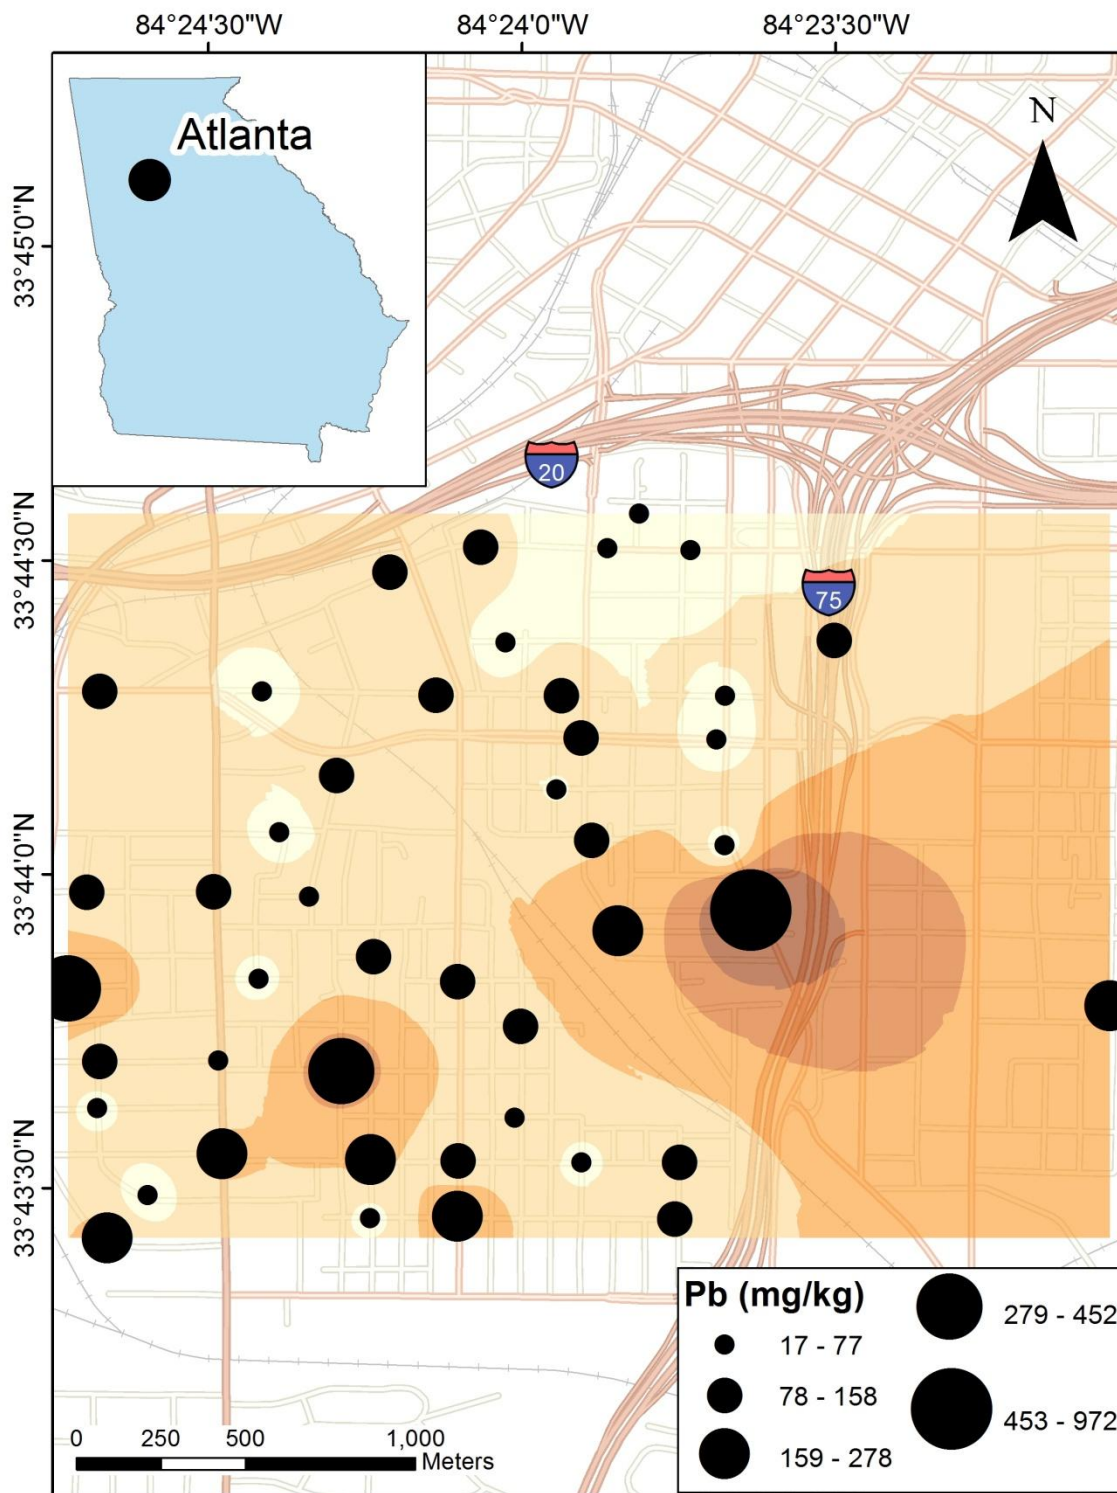 84°24'30"W 84°24'0"W 84°23'30"W
Atlanta
N
33°45'0"N
20
33°44'30"N
75
33°44'0"N
33°43'30"N
Pb (mg/kg)
17 - 77
78 - 158
159 - 278
279 - 452
453 - 972
0 250 500 1,000
Meters